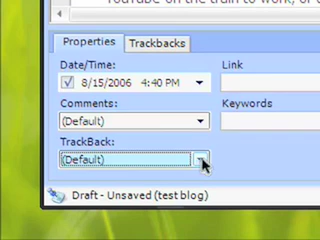 YouTube on the train to work, or
Properties
Trackbacks
Date/Time:
Link
8/15/2006 4:40 PM
Comments:
Keywords
(Default)
TrackBack:
(Default)
Draft - Unsaved (test blog)